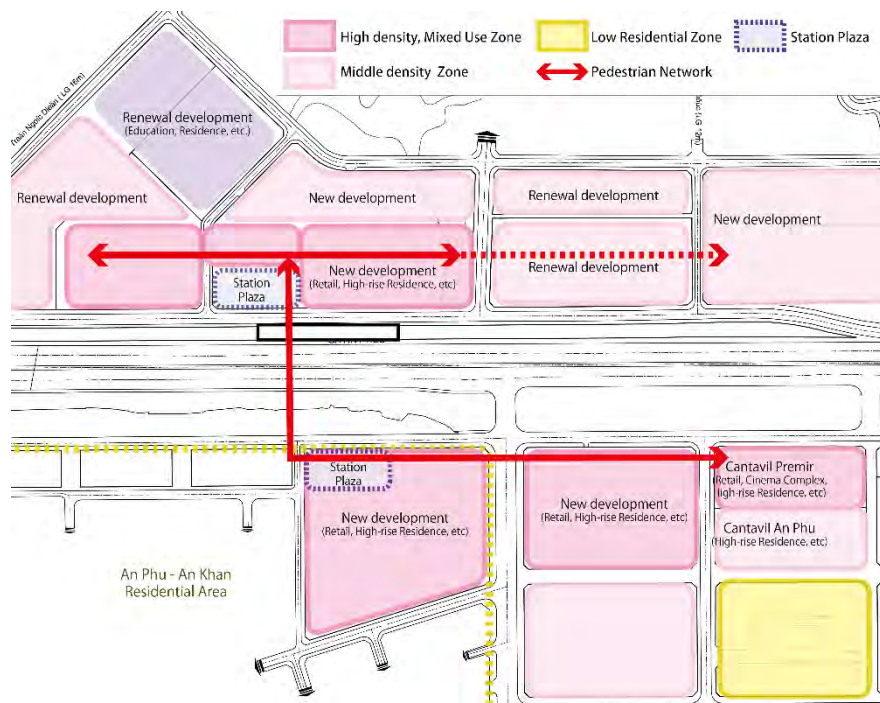 High density, Mixed Use Zone
Low Residential Zone
Station Plaza
Middle density Zone
Pedestrian Network
Renewal development
(Education, Residence, etc.)
Renewal development
New development
Renewal development
New development
New development
(Retail, High-rise Residence, etc)
Station
Plaza
Renewal development
Station
Plaza
New development
(Retail, High-rise Residence, etc)
New development
(Retail, High-rise Residence, etc)
Cantavil Premir
(Retail, Cinema Complex,
High-rise Residence, etc)
Cantavil An Phu
(High-rise Residence, etc)
An Phu - An Khan
Residential Area